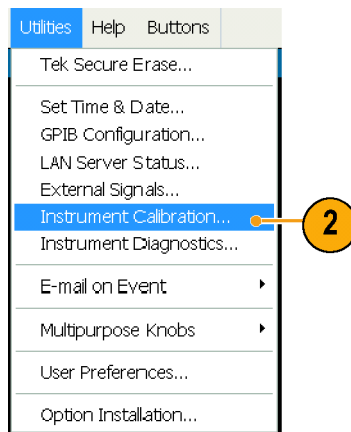 Utilities Help Buttons
Tek Secure Erase...
Set Time & Date...
GPIB Configuration...
LAN Server Status...
External Signals...
Instrument Calibration...
2
Instrument Diagnostics...
E-mail on Event
Multipurpose Knobs
User Preferences...
Option Installation...